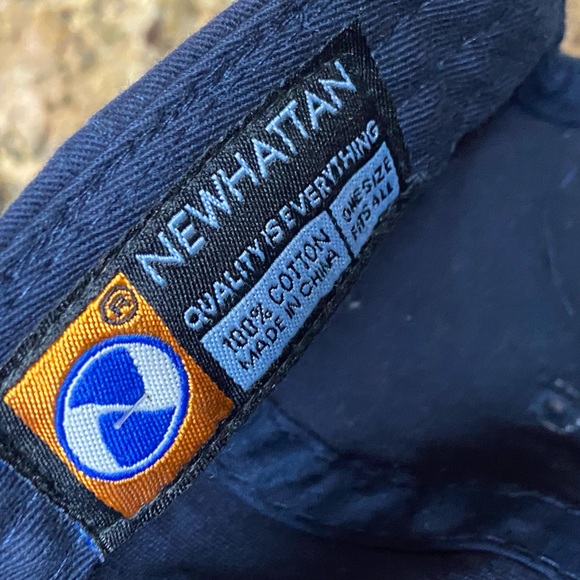 ®
NEWHATTAN
QUALITY IS EVERYTHING
100% COTTON
MADE IN CHINA
ONE SIZE
FITS ALL